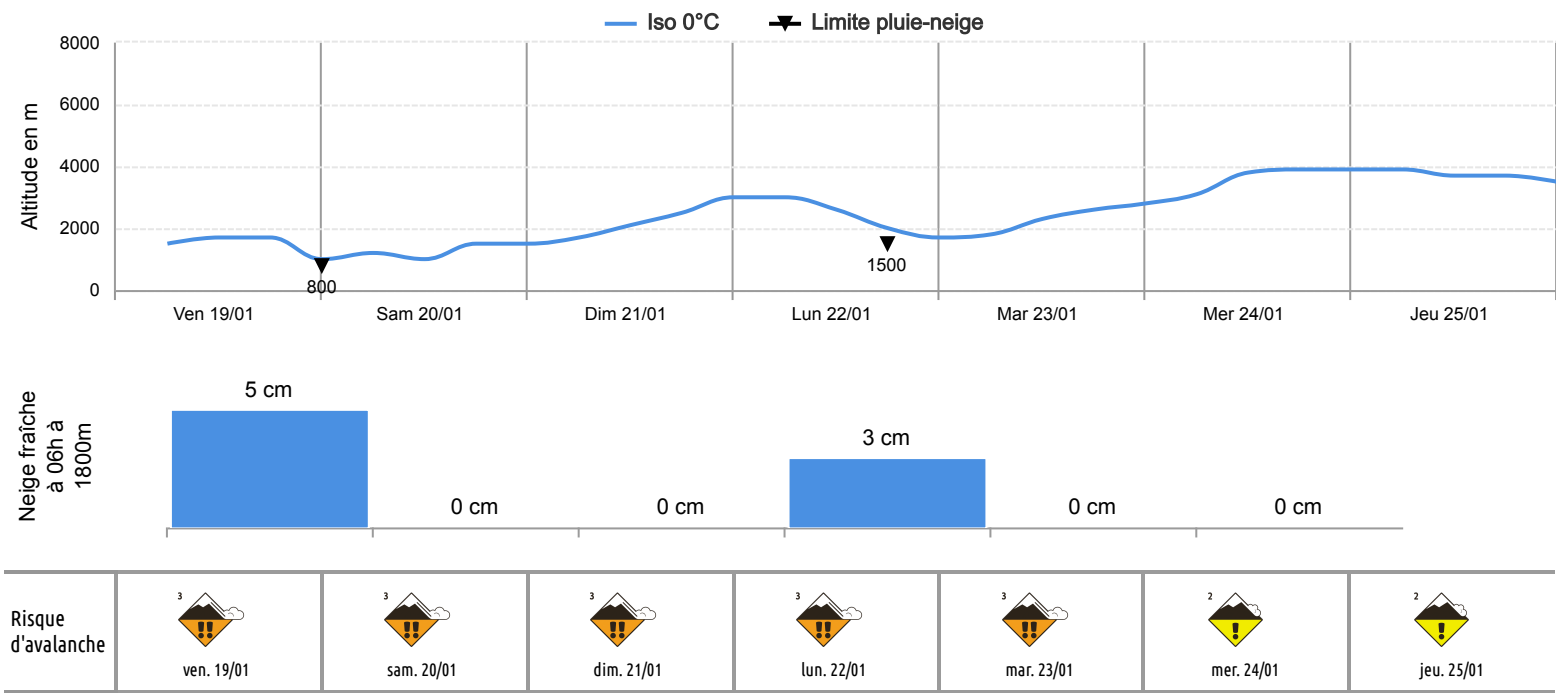 Iso 0°C Limite pluie-neige
8000
6000
4000
2000
0
Altitude en m
800
1500
Ven 19/01 Sam 20/01 Dim 21/01 Lun 22/01 Mar 23/01 Mer 24/01 Jeu 25/01
Neige fraîche
à 06h à
1800m
5 cm 0 cm 0 cm 3 cm 0 cm 0 cm
Risque
d'avalanche
3 3 3 3 3 2 2
!! !! !! !! !! ! !
ven. 19/01 sam. 20/01 dim. 21/01 lun. 22/01 mar. 23/01 mer. 24/01 jeu. 25/01